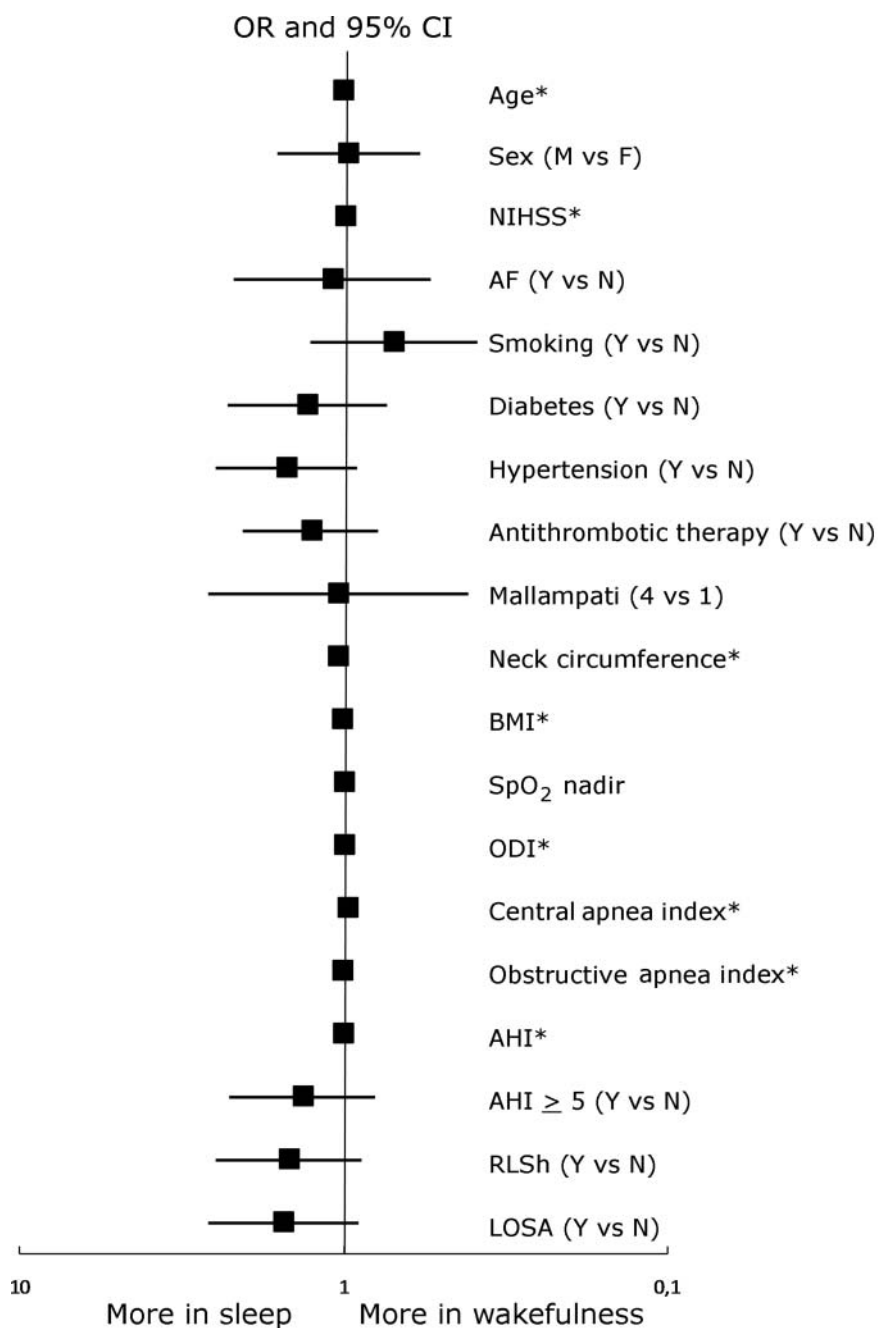 OR and 95% CI
Age*
Sex (M vs F)
NIHSS*
AF (Y vs N)
Smoking (Y vs N)
Diabetes (Y vs N)
Hypertension (Y vs N)
Antithrombotic therapy (Y vs N)
Mallampati (4 vs 1)
Neck circumference*
BMI*
SpO₂ nadir
ODI*
Central apnea index*
Obstructive apnea index*
AHI*
AHI ≥ 5 (Y vs N)
RLSh (Y vs N)
LOSA (Y vs N)
10 1 0,1
More in sleep More in wakefulness